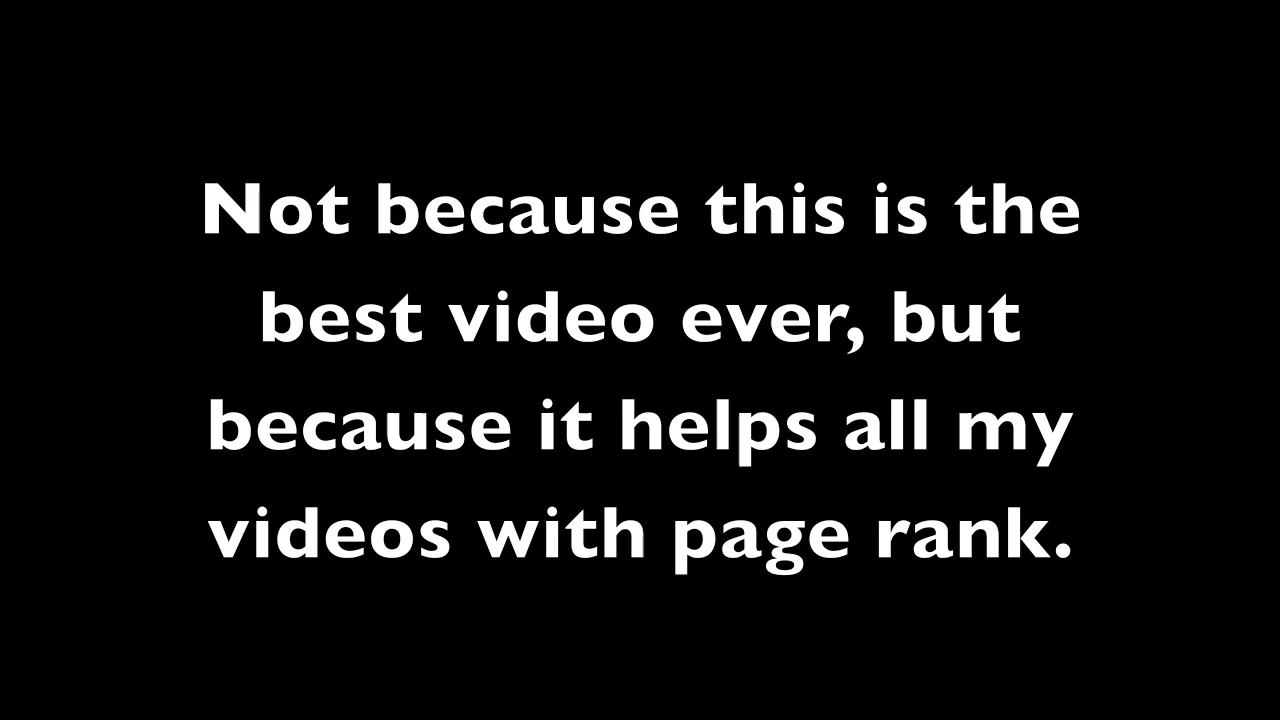 Not because this is the
best video ever, but
because it helps all my
videos with page rank.